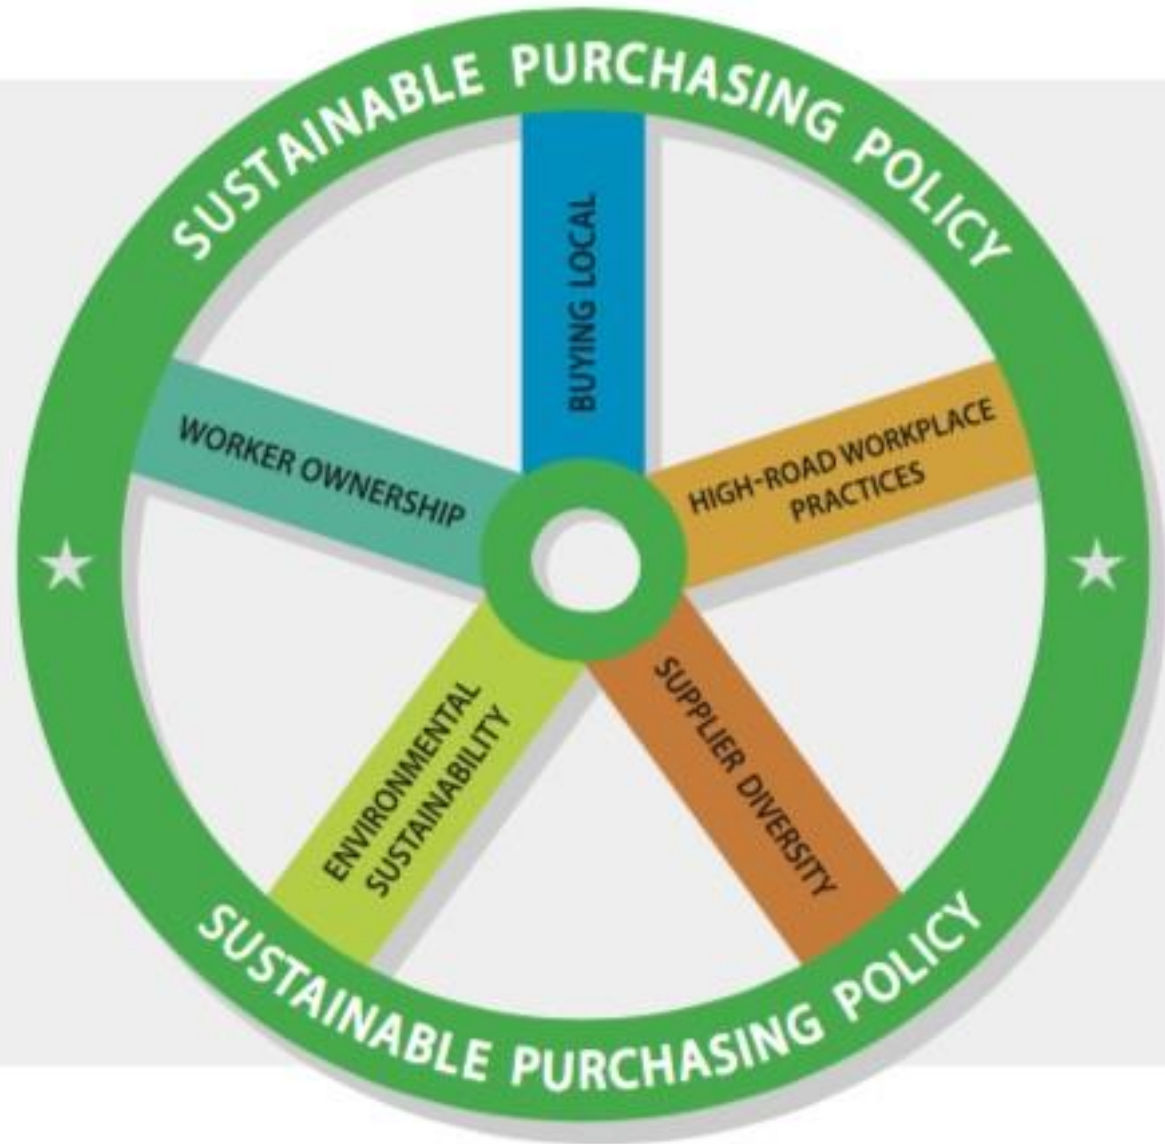 SUSTAINABLE PURCHASING POLICY
BUYING LOCAL
WORKER OWNERSHIP
HIGH-ROAD WORKPLACE
PRACTICES
ENVIRONMENTAL
SUSTAINABILITY
SUPPLIER DIVERSITY
SUSTAINABLE PURCHASING POLICY